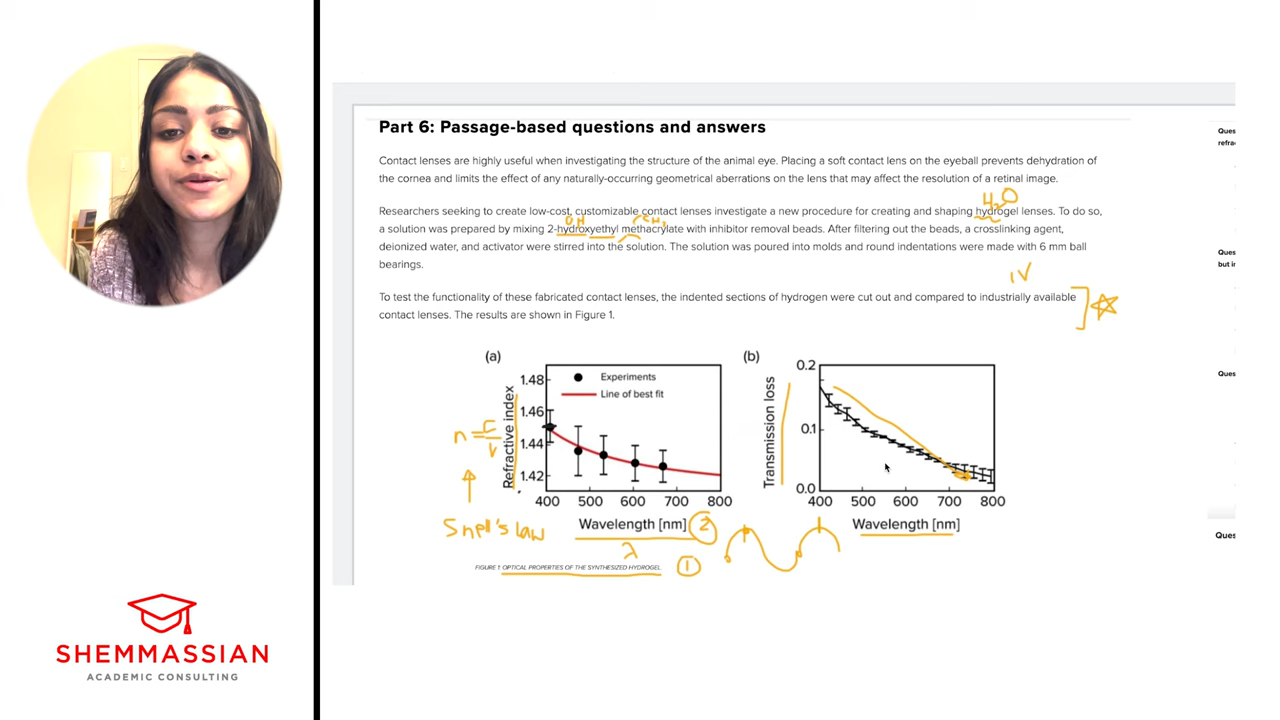 Part 6: Passage-based questions and answers
Contact lenses are highly useful when investigating the structure of the animal eye. Placing a soft contact lens on the eyeball prevents dehydration of
the cornea and limits the effect of any naturally-occurring geometrical aberrations on the lens that may affect the resolution of a retinal image.
H2O
Researchers seeking to create low-cost, customizable contact lenses investigate a new procedure for creating and shaping hydrogel lenses. To do so,
OH CH3
a solution was prepared by mixing 2-hydroxyethyl methacrylate with inhibitor removal beads. After filtering out the beads, a crosslinking agent,
deionized water, and activator were stirred into the solution. The solution was poured into molds and round indentations were made with 6 mm ball
bearings.
IV
To test the functionality of these fabricated contact lenses, the indented sections of hydrogen were cut out and compared to industrially available
contact lenses. The results are shown in Figure 1.
(a)
Refractive index
1.48
1.46
1.44
1.42
Experiments
Line of best fit
400 500 600 700 800
Wavelength [nm] 2
λ
n = c/v
Snell's law
(b)
Transmission loss
0.2
0.1
0.0
400 500 600 700 800
Wavelength [nm]
FIGURE 1: OPTICAL PROPERTIES OF THE SYNTHESIZED HYDROGEL. 1
Ques
refra
Ques
but in
Ques
Ques
SHEMMASSIAN
ACADEMIC CONSULTING